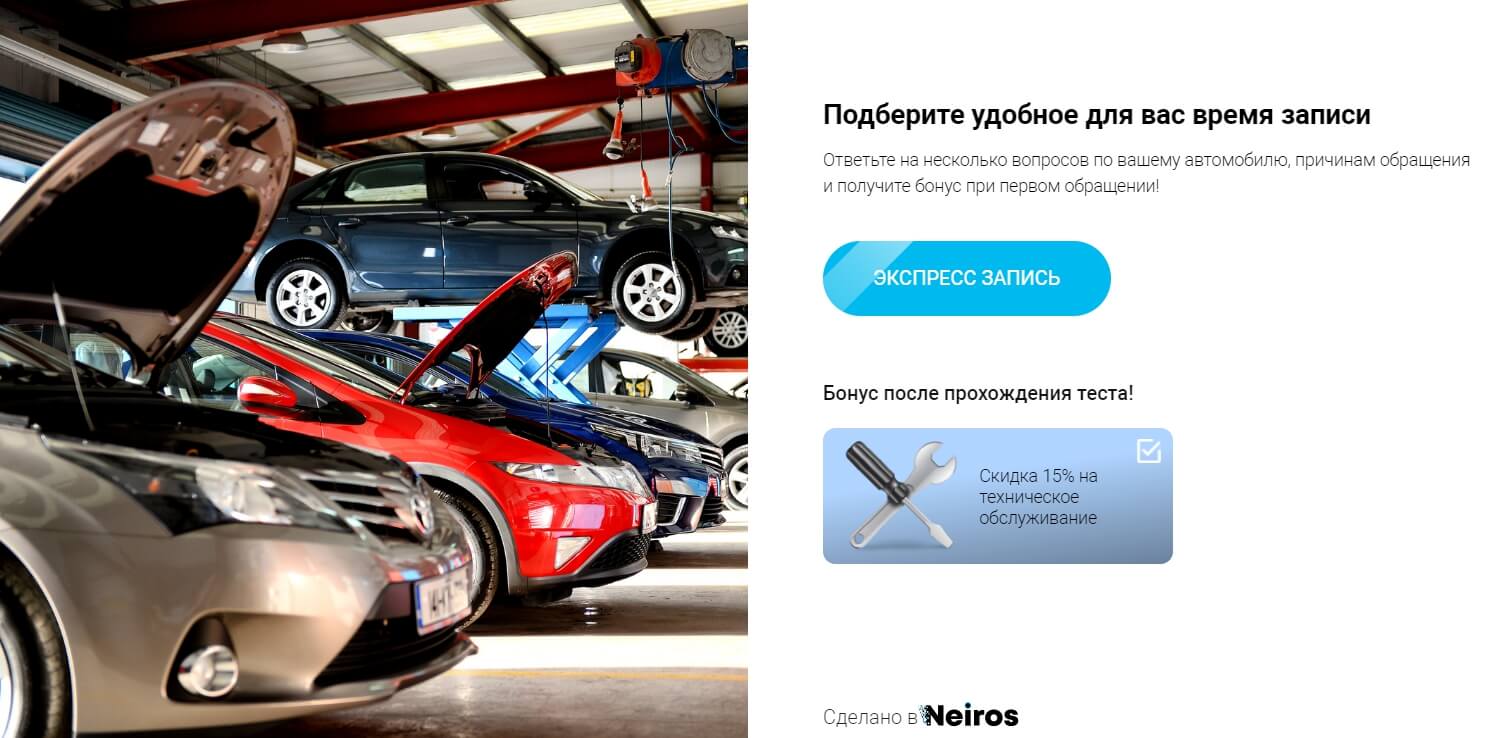 Подберите удобное для вас время записи
Ответьте на несколько вопросов по вашему автомобилю, причинам обращения
и получите бонус при первом обращении!
ЭКСПРЕСС ЗАПИСЬ
Бонус после прохождения теста!
Скидка 15% на
техническое
обслуживание
Сделано в Neiros